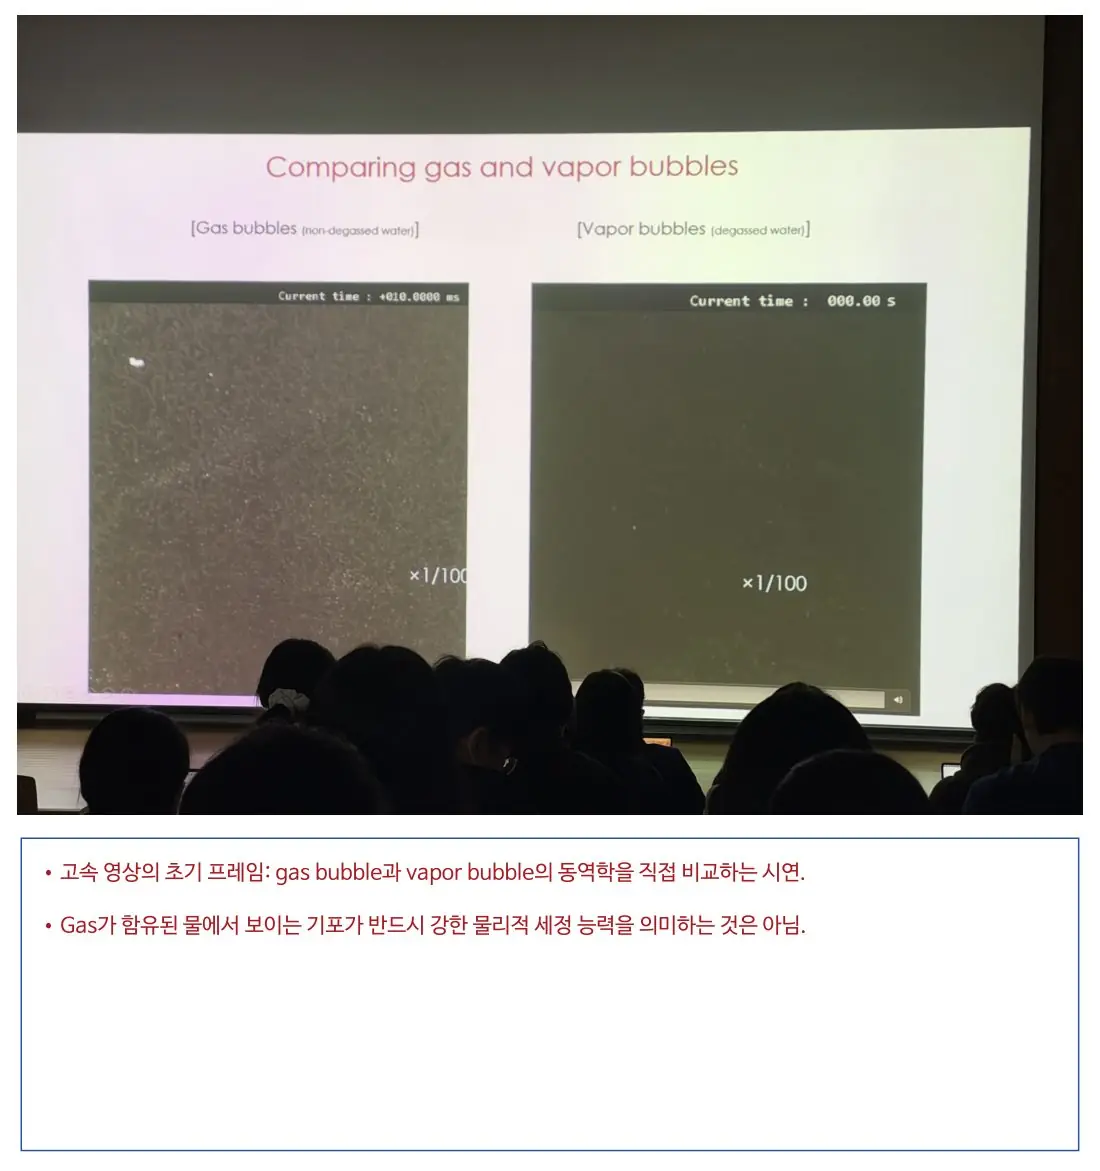 Comparing gas and vapor bubbles
[Gas bubbles (non-degassed water)]
[Vapor bubbles (degassed water)]
Current time : +010.0000 ms
Current time : 000.00 s
×1/100
×1/100
• 고속 영상의 초기 프레임: gas bubble과 vapor bubble의 동역학을 직접 비교하는 시연.
• Gas가 함유된 물에서 보이는 기포가 반드시 강한 물리적 세정 능력을 의미하는 것은 아님.